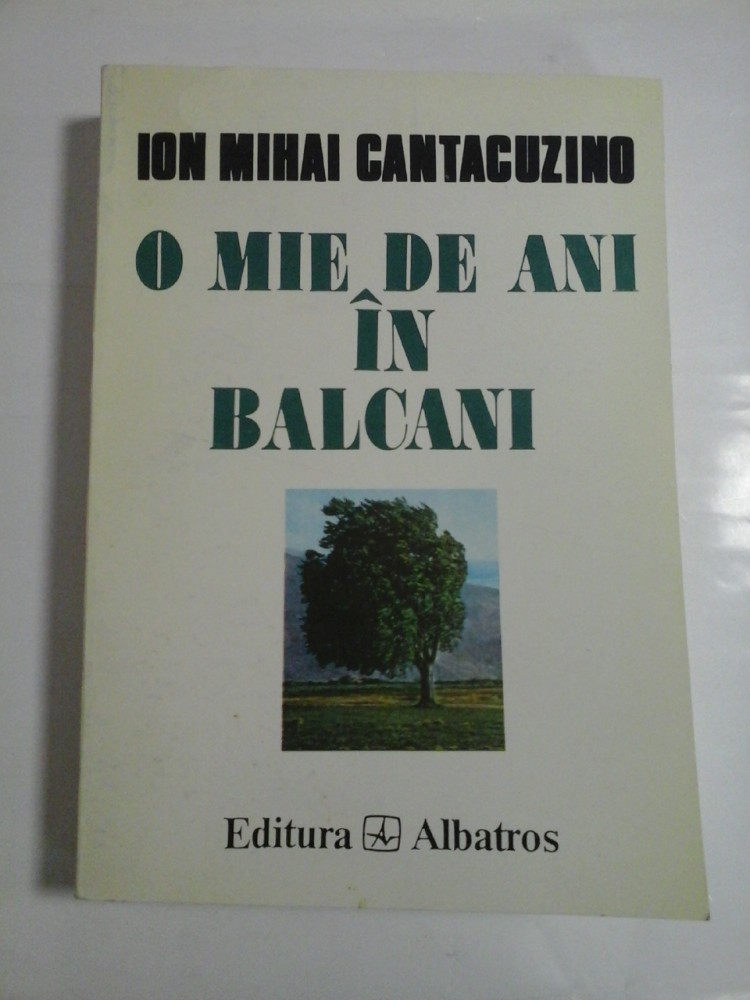 ION MIHAI CANTACUZINO
O MIE DE ANI
ÎN
BALCANI
Editura A Albatros